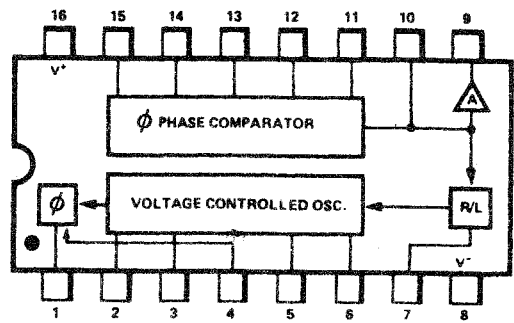 16 15 14 13 12 11 10 9
V⁺
A
ϕ PHASE COMPARATOR
ϕ
VOLTAGE CONTROLLED OSC.
R/L
V⁻
1 2 3 4 5 6 7 8